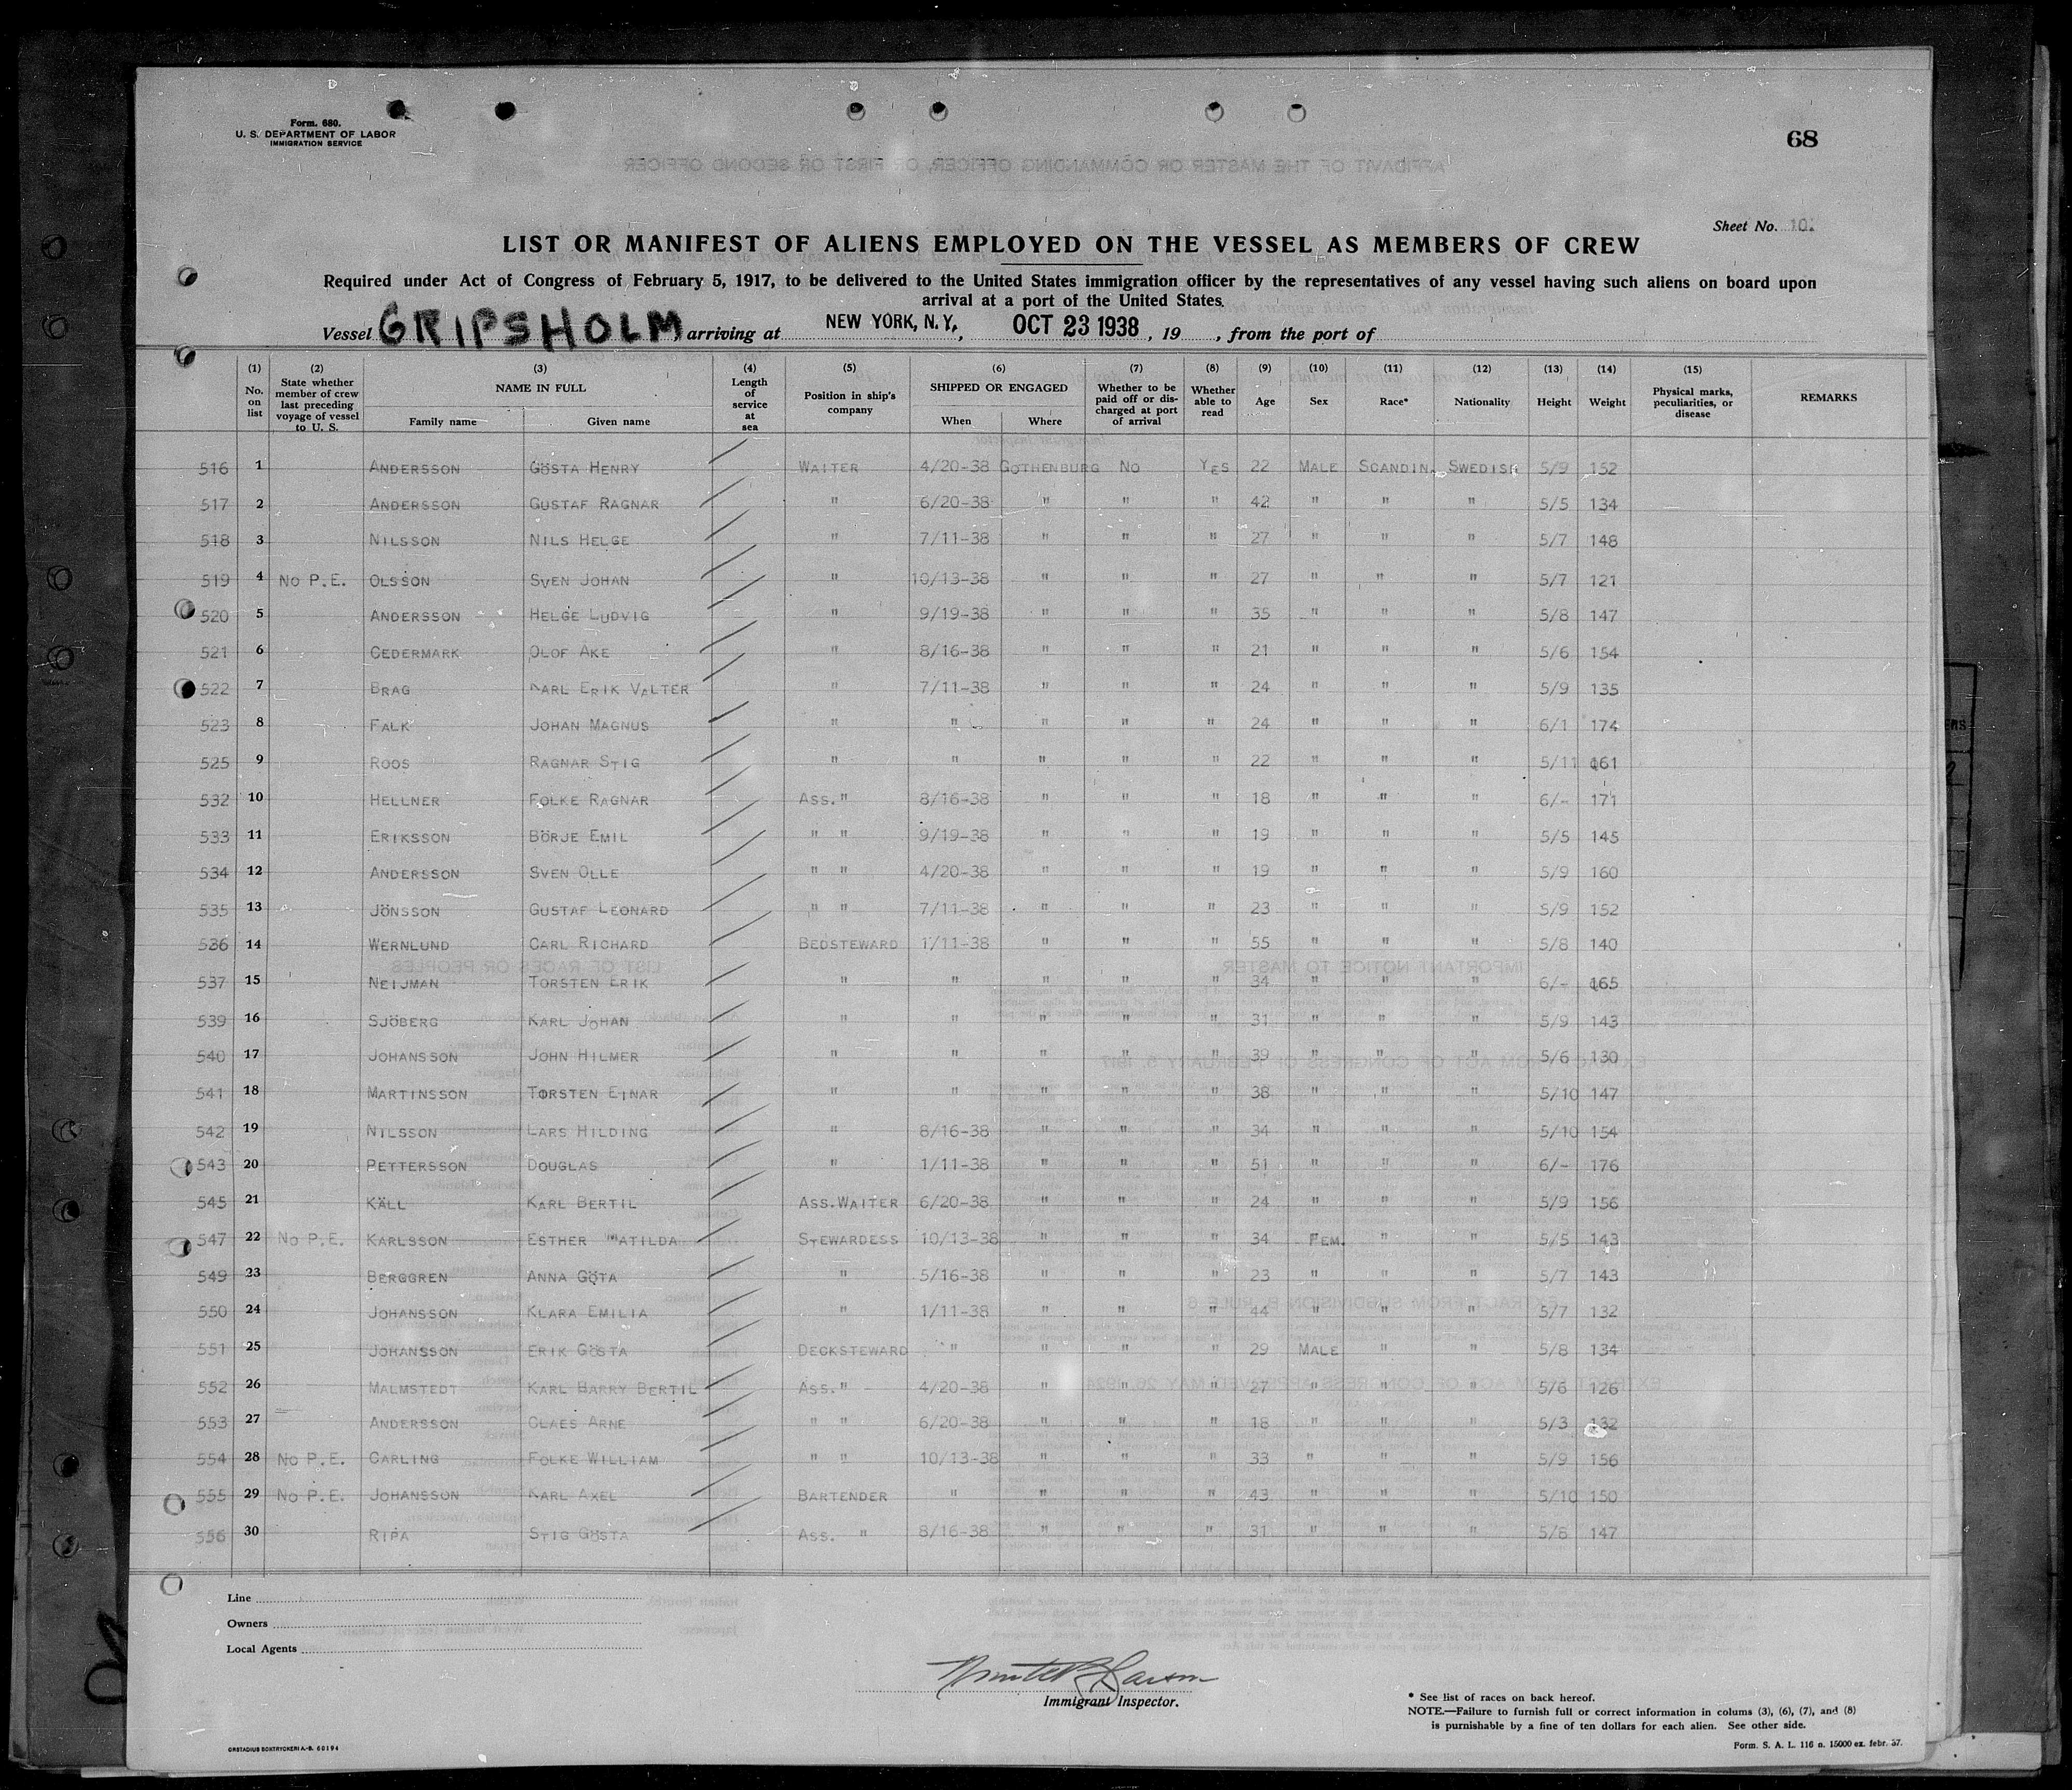 Form. 680.
U. S. DEPARTMENT OF LABOR
IMMIGRATION SERVICE
68
Sheet No. 10.
LIST OR MANIFEST OF ALIENS EMPLOYED ON THE VESSEL AS MEMBERS OF CREW
Required under Act of Congress of February 5, 1917, to be delivered to the United States immigration officer by the representatives of any vessel having such aliens on board upon
arrival at a port of the United States.
Vessel GRIPSHOLM, arriving at NEW YORK, N.Y., OCT 23 1938, 19 , from the port of
(1) No. on list (2) State whether member of crew last preceding voyage of vessel to U. S. (3) NAME IN FULL Family name Given name (4) Length of service at sea (5) Position in ship's company (6) SHIPPED OR ENGAGED When Where (7) Whether to be paid off or discharged at port of arrival (8) Whether able to read (9) Age (10) Sex (11) Race* (12) Nationality (13) Height (14) Weight (15) Physical marks, peculiarities, or disease REMARKS
516 1 ANDERSSON GÖSTA HENRY WAITER 4/20-38 GOTHENBURG NO YES 22 MALE SCANDIN. SWEDISH 5/9 152
517 2 ANDERSSON GUSTAF RAGNAR " 6/20-38 " " " 42 " " " 5/5 134
518 3 NILSSON NILS HELGE " 7/11-38 " " " 27 " " " 5/7 148
519 4 NO P.E. OLSSON SVEN JOHAN " 10/13-38 " " " 27 " " " 5/7 121
520 5 ANDERSSON HELGE LUDVIG " 9/19-38 " " " 35 " " " 5/8 147
521 6 CEDERMARK OLOF AKE " 8/16-38 " " " 21 " " " 5/6 154
522 7 BRAG KARL ERIK VALTER " 7/11-38 " " " 24 " " " 5/9 135
523 8 FALK JOHAN MAGNUS " " " " " 24 " " " 6/1 174
525 9 ROOS RAGNAR STIG " " " " " 22 " " " 5/11 161
532 10 HELLNER FOLKE RAGNAR ASS. " 8/16-38 " " " 18 " " " 6/- 171
533 11 ERIKSSON BÖRJE EMIL " " 9/19-38 " " " 19 " " " 5/5 145
534 12 ANDERSSON SVEN OLLE " " 4/20-38 " " " 19 " " " 5/9 160
535 13 JÖNSSON GUSTAF LEONARD " " 7/11-38 " " " 23 " " " 5/9 152
536 14 WERNLUND CARL RICHARD BEDSTEWARD 1/11-38 " " " 55 " " " 5/8 140
537 15 NEIJMAN TORSTEN ERIK " " " " " 34 " " " 6/- 165
539 16 SJÖBERG KARL JOHAN " " " " " 31 " " " 5/9 143
540 17 JOHANSSON JOHN HILMER " " " " " 39 " " " 5/6 130
541 18 MARTINSSON TORSTEN EINAR " " " " " 38 " " " 5/10 147
542 19 NILSSON LARS HILDING " 8/16-38 " " " 34 " " " 5/10 154
543 20 PETTERSSON DOUGLAS " 1/11-38 " " " 51 " " " 6/- 176
545 21 KÄLL KARL BERTIL ASS.WAITER 6/20-38 " " " 24 " " " 5/9 156
547 22 NO P.E. KARLSSON ESTHER MATILDA STEWARDESS 10/13-38 " " " 34 FEM. " " 5/5 143
549 33 BERGGREN ANNA GÖTA " 5/16-38 " " " 23 " " " 5/7 143
550 24 JOHANSSON KLARA EMILIA " 1/11-38 " " " 44 " " " 5/7 132
551 25 JOHANSSON ERIK GÖSTA DECKSTEWARD " " " " 29 MALE " " 5/8 134
552 26 MALMSTEDT KARL BARRY BERTIL ASS. " 4/20-38 " " " 27 " " " 5/6 126
553 27 ANDERSSON CLAES ARNE " " 6/20-38 " " " 18 " " " 5/3 132
554 28 NO P.E. CARLING FOLKE WILLIAM " " 10/13-38 " " " 33 " " " 5/9 156
555 29 NO P.E. JOHANSSON KARL AXEL BARTENDER " " " " 43 " " " 5/10 150
556 30 RIPA STIG GÖSTA ASS. " 8/16-38 " " " 31 " " " 5/8 147
Line
Owners
Local Agents
Immigrant Inspector.
* See list of races on back hereof.
NOTE.—Failure to furnish full or correct information in colums (3), (6), (7), and (8)
is punishable by a fine of ten dollars for each alien. See other side.
ORSTADIUS BOKTRYCKERI A.-B. 60194
Form. S. A. L. 116 n. 15000 ex. febr. 37.